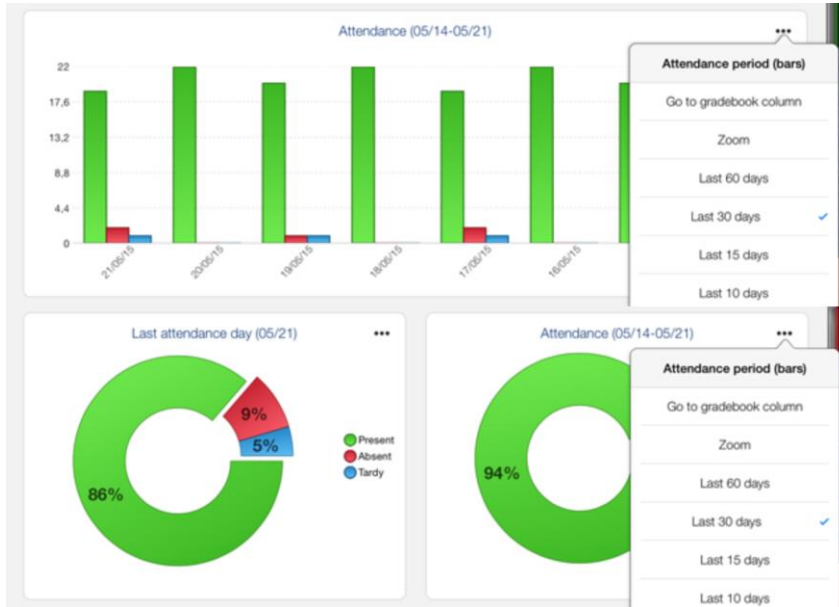 Attendance (05/14-05/21)
•••
22
17,6
13,2
8,8
4,4
0
21/05/15
20/05/15
19/05/15
18/05/15
17/05/15
16/05/15
Attendance period (bars)
Go to gradebook column
Zoom
Last 60 days
Last 30 days
Last 15 days
Last 10 days
Last attendance day (05/21)
•••
86%
9%
5%
Present
Absent
Tardy
Attendance (05/14-05/21)
•••
94%
Attendance period (bars)
Go to gradebook column
Zoom
Last 60 days
Last 30 days
Last 15 days
Last 10 days